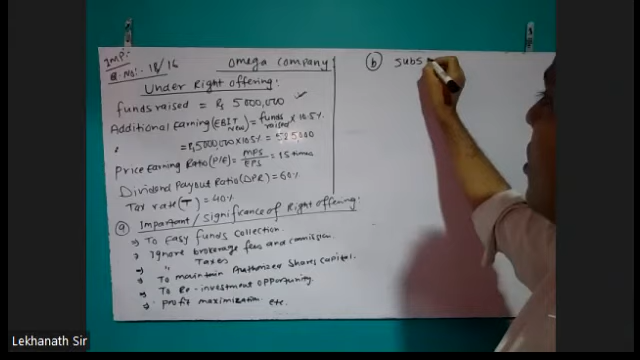 IMP:
Q.No:- 18/16
Omega company
Under Right offering:
funds raised = Rs 5000,000
Additional Earning (EBIT New) = funds raised × 10.5%
= Rs 5000,000 × 10.5% = 525000
Price Earning Ratio (P/E) = MPS/EPS = 15 times
Dividend Payout Ratio (DPR) = 60%
Tax rate (T) = 40%
(a) Important / significance of Right offering:
→ To Easy funds collection.
→ Ignore brokerage fees and commission.
→ " Taxes
→ To maintain Authorized shares capital.
→ To Re-investment opportunity.
→ Profit maximization etc.
(b) Subs
Lekhanath Sir